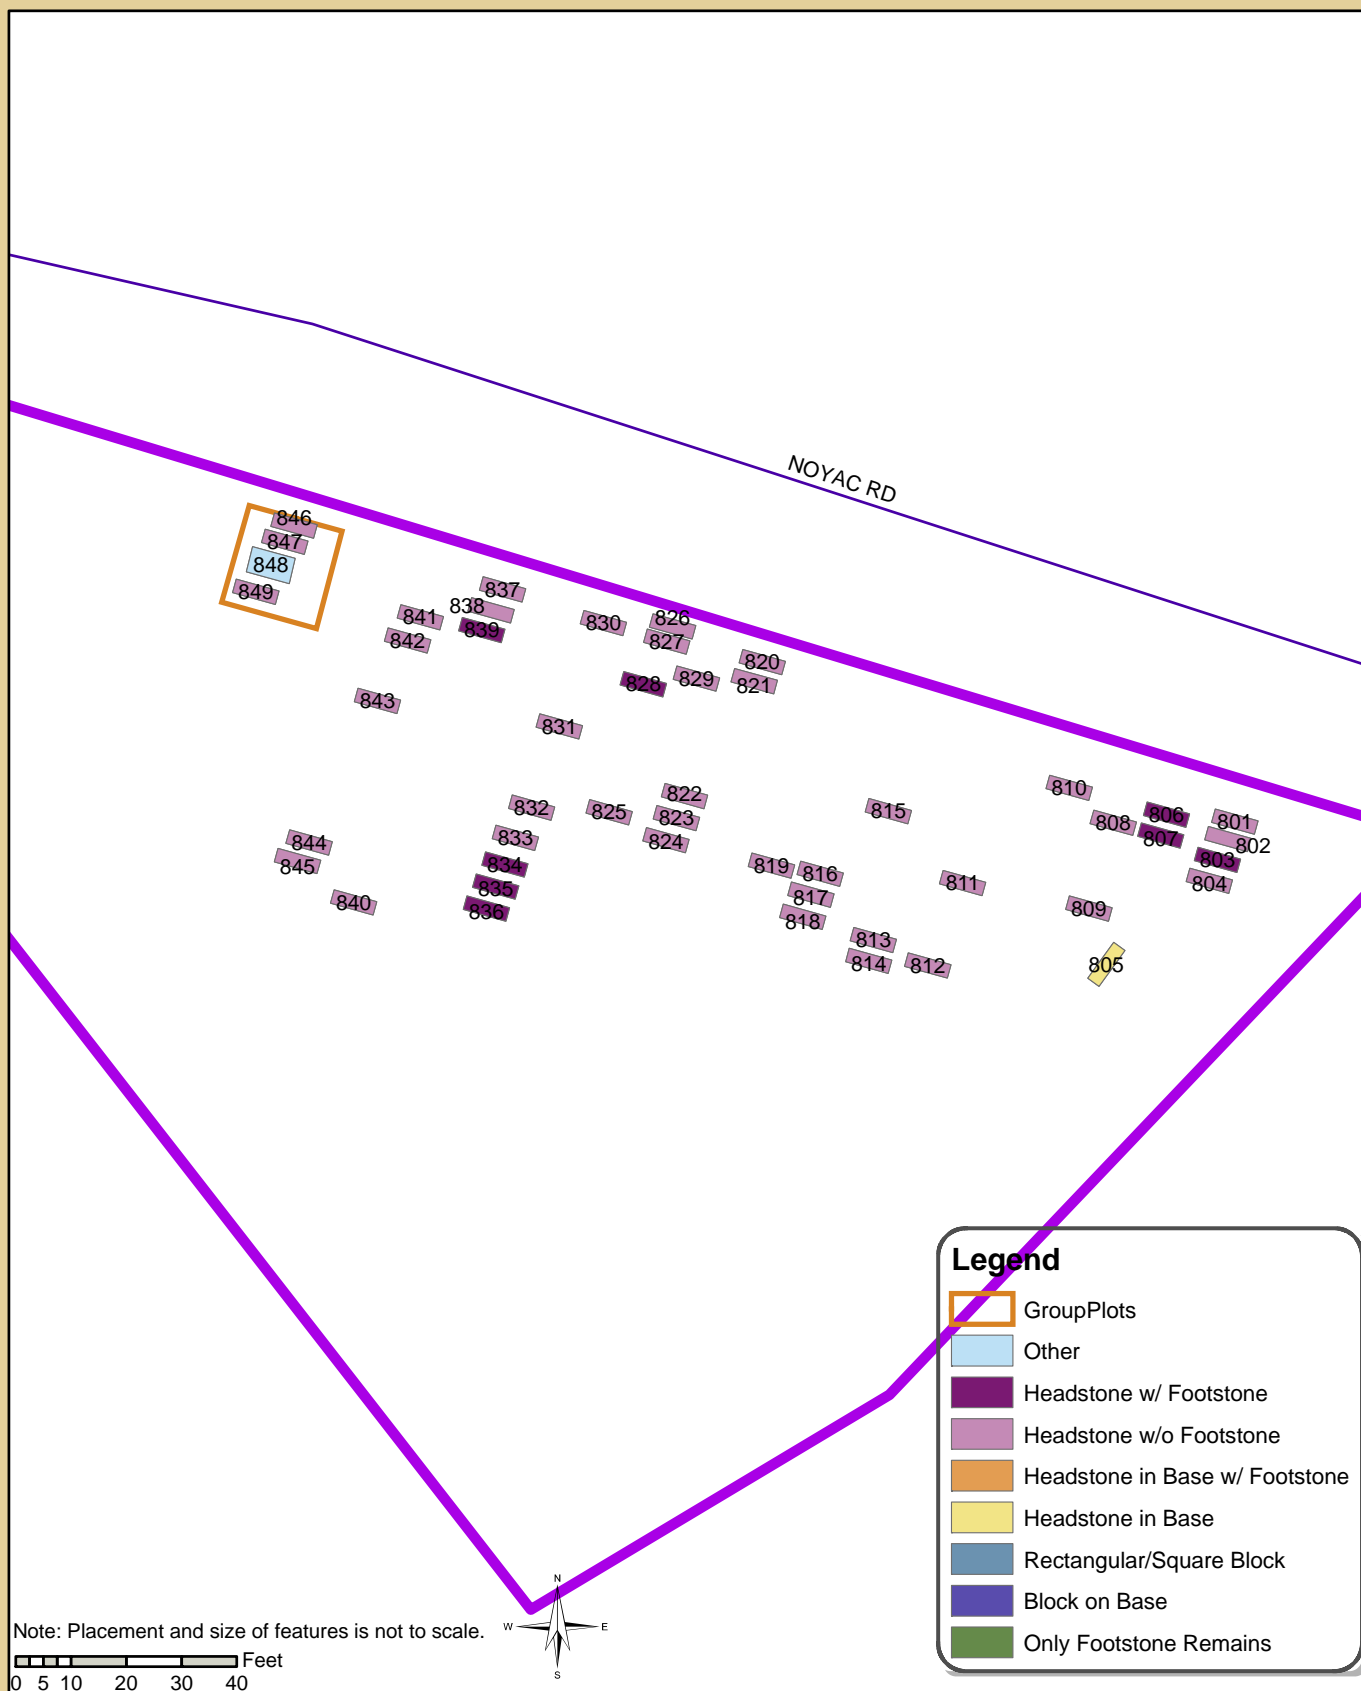 NOYAC RD
846
847
848
849
837
838
839
841
842
843
830
826
827
828
829
820
821
831
832
833
834
835
836
825
822
823
824
844
845
840
815
819
816
817
818
813
814
812
811
810
808
806
807
801
802
803
804
809
805
Legend
GroupPlots
Other
Headstone w/ Footstone
Headstone w/o Footstone
Headstone in Base w/ Footstone
Headstone in Base
Rectangular/Square Block
Block on Base
Only Footstone Remains
N
W E
S
Note: Placement and size of features is not to scale.
Feet
0 5 10 20 30 40